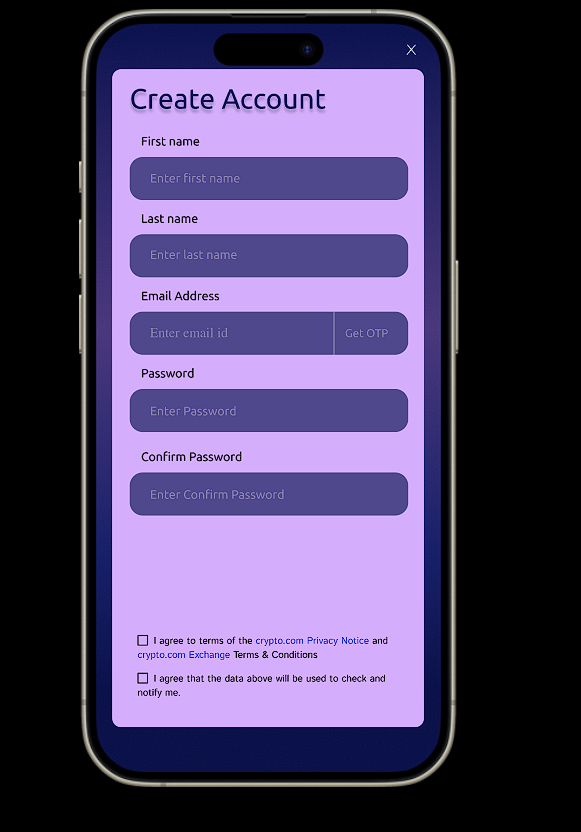 Create Account
First name
Enter first name
Last name
Enter last name
Email Address
Enter email id
Get OTP
Password
Enter Password
Confirm Password
Enter Confirm Password
I agree to terms of the crypto.com Privacy Notice and
crypto.com Exchange Terms & Conditions
I agree that the data above will be used to check and
notify me.